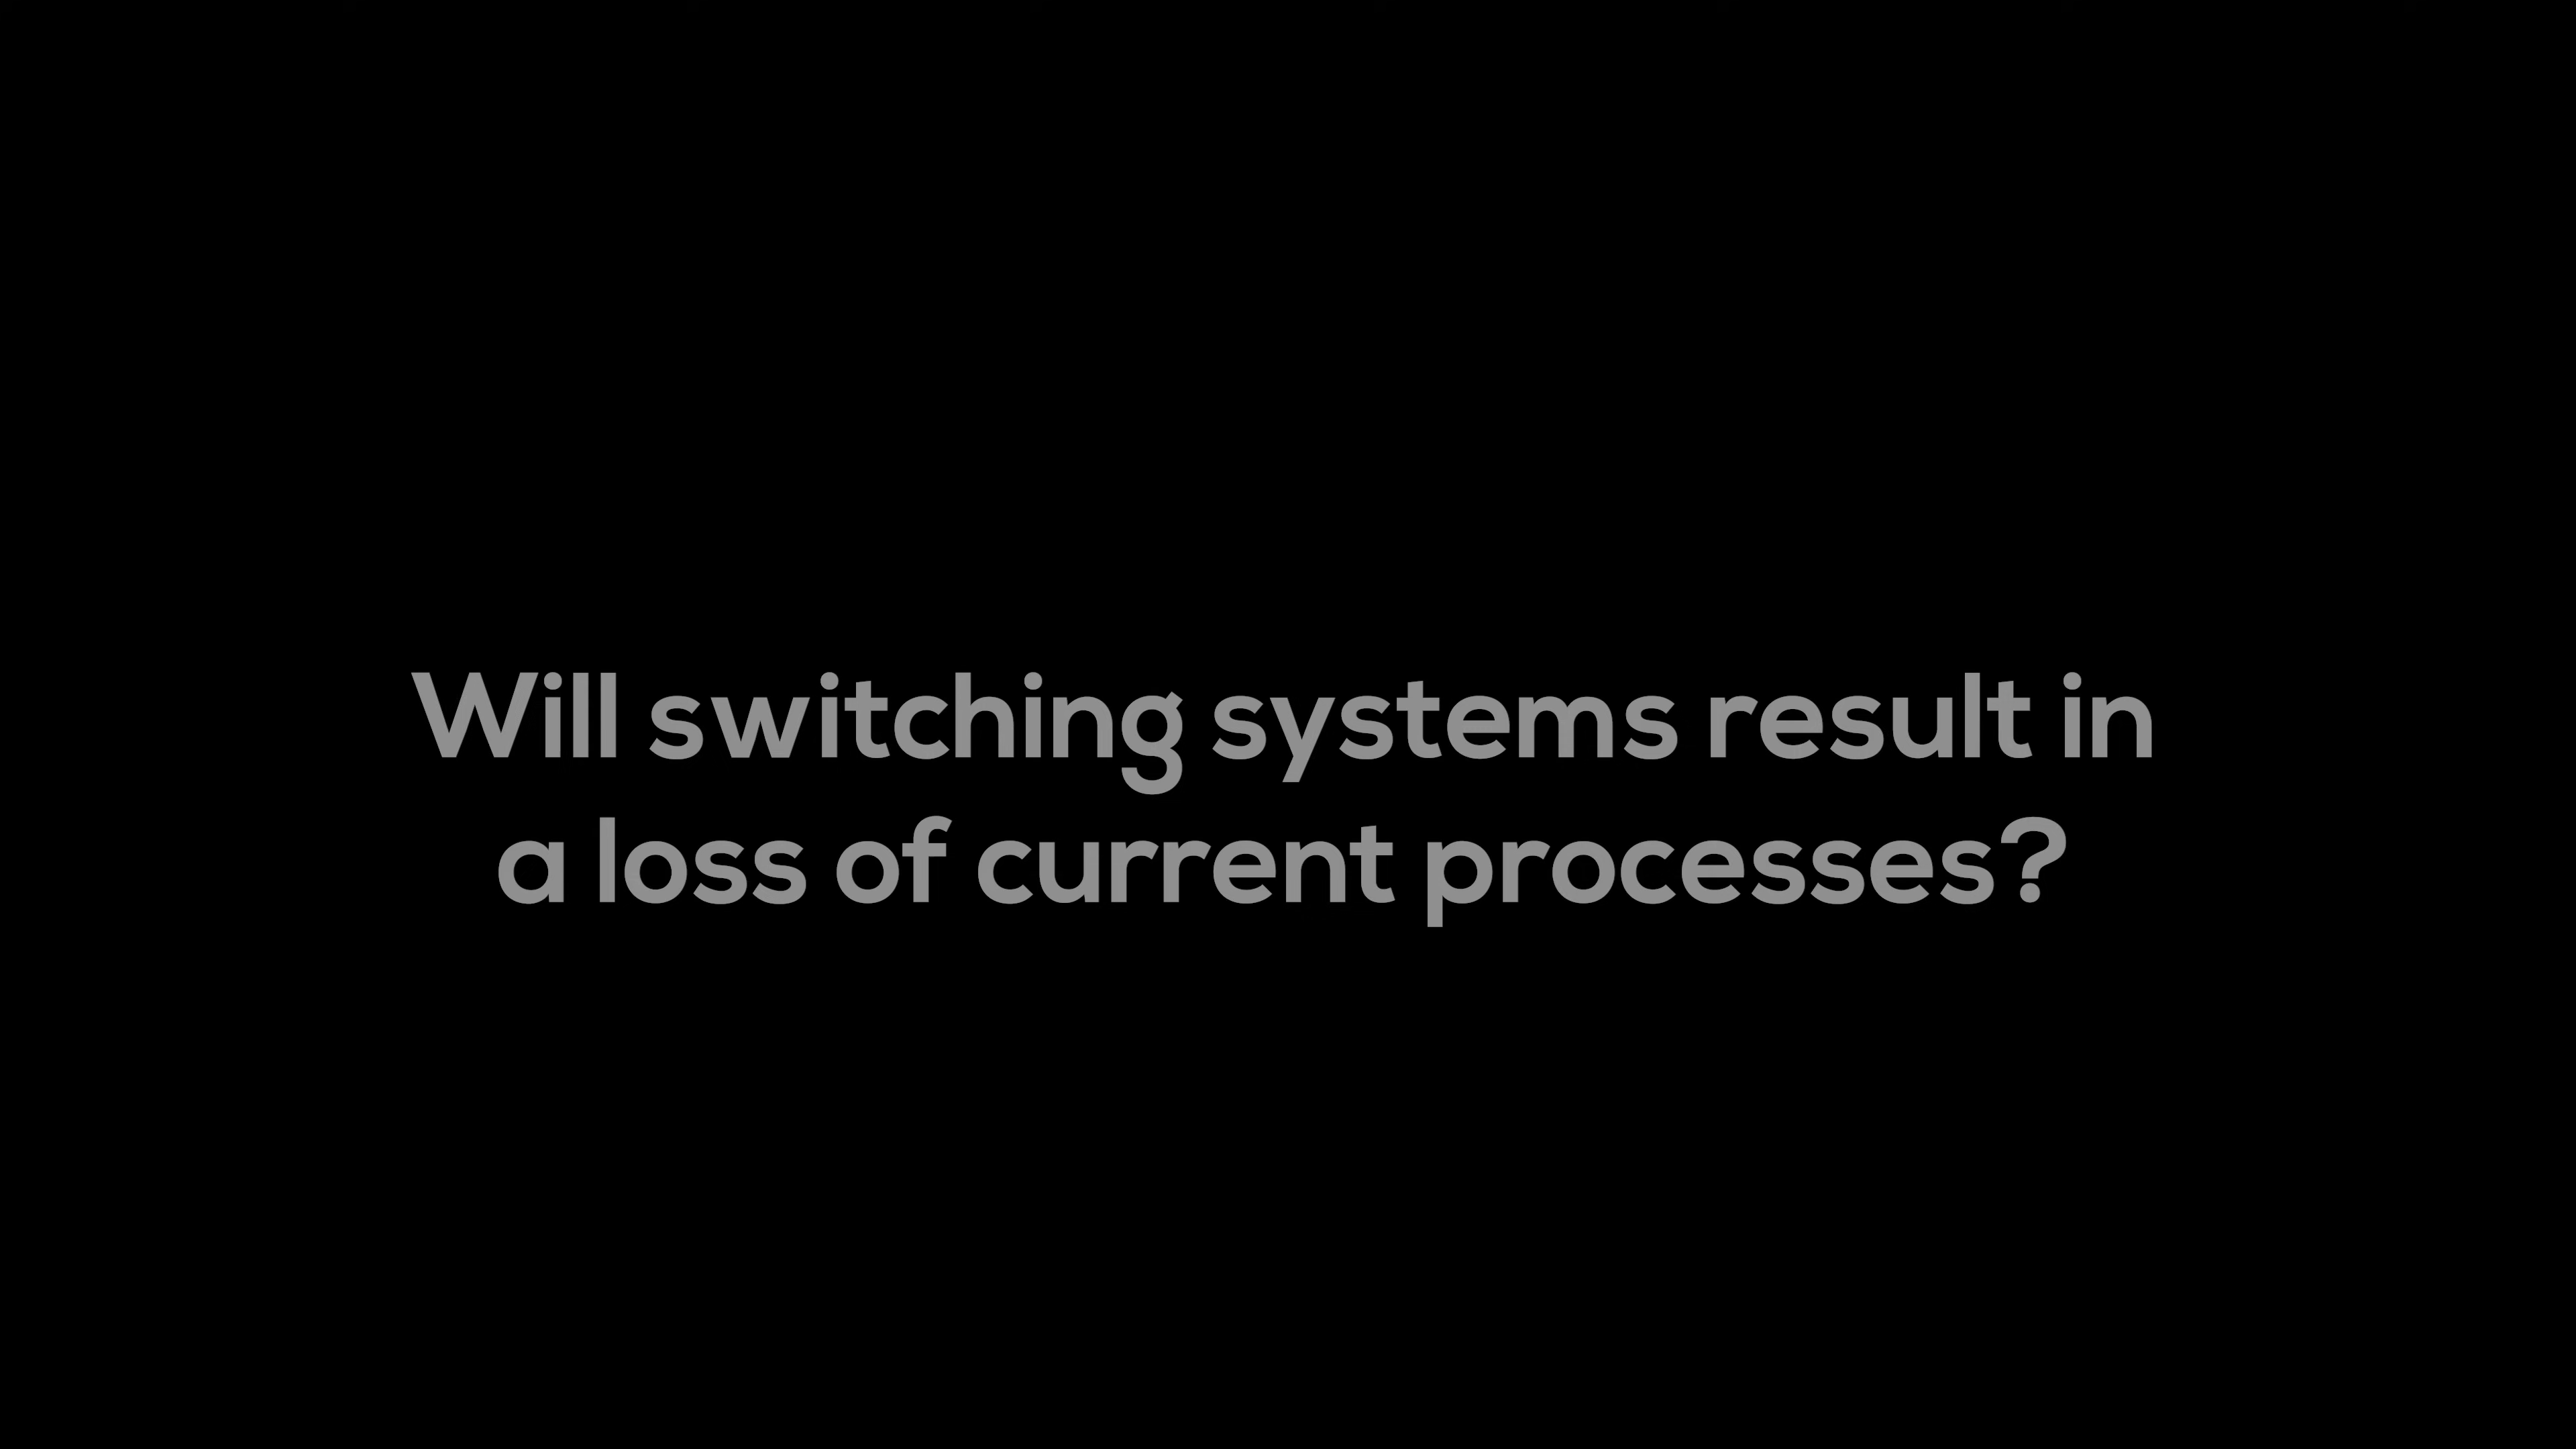 Will switching systems result in
a loss of current processes?